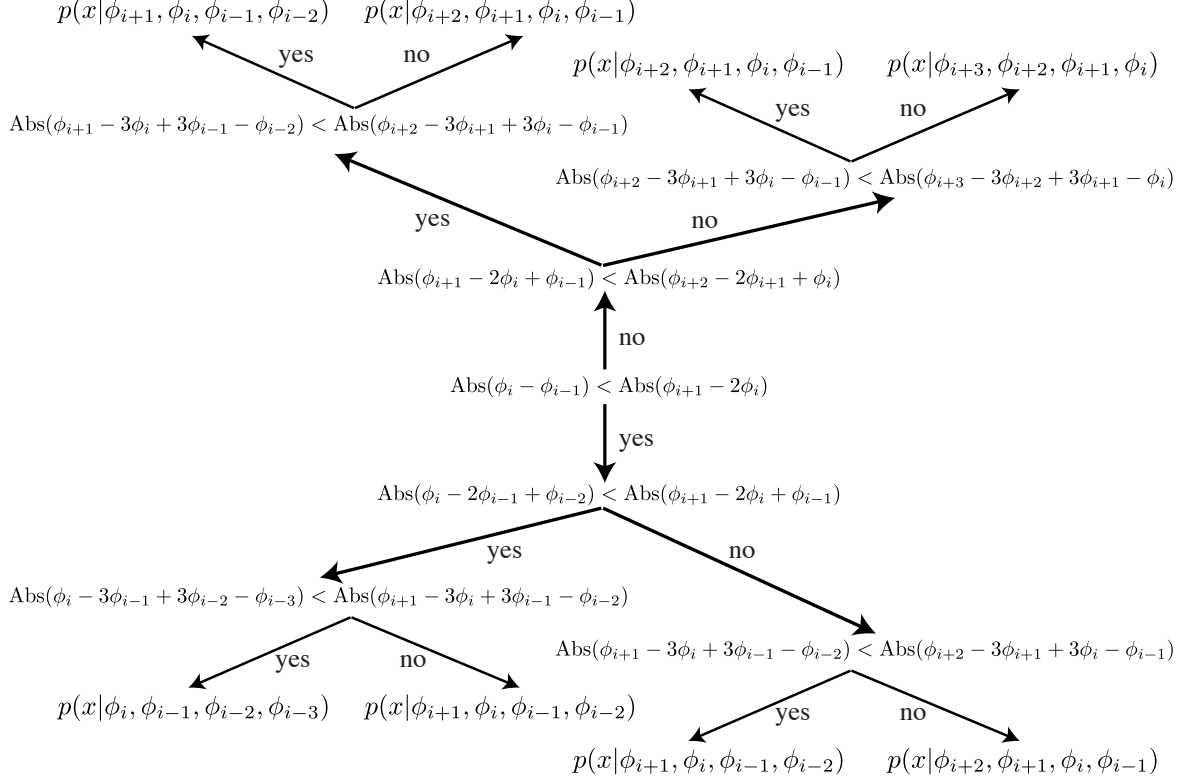 p(x|ϕ_{i+1}, ϕ_i, ϕ_{i−1}, ϕ_{i−2}) p(x|ϕ_{i+2}, ϕ_{i+1}, ϕ_i, ϕ_{i−1})
yes no
p(x|ϕ_{i+2}, ϕ_{i+1}, ϕ_i, ϕ_{i−1}) p(x|ϕ_{i+3}, ϕ_{i+2}, ϕ_{i+1}, ϕ_i)
yes no
Abs(ϕ_{i+1} − 3ϕ_i + 3ϕ_{i−1} − ϕ_{i−2}) < Abs(ϕ_{i+2} − 3ϕ_{i+1} + 3ϕ_i − ϕ_{i−1})
Abs(ϕ_{i+2} − 3ϕ_{i+1} + 3ϕ_i − ϕ_{i−1}) < Abs(ϕ_{i+3} − 3ϕ_{i+2} + 3ϕ_{i+1} − ϕ_i)
yes no
Abs(ϕ_{i+1} − 2ϕ_i + ϕ_{i−1}) < Abs(ϕ_{i+2} − 2ϕ_{i+1} + ϕ_i)
no
Abs(ϕ_i − ϕ_{i−1}) < Abs(ϕ_{i+1} − 2ϕ_i)
yes
Abs(ϕ_i − 2ϕ_{i−1} + ϕ_{i−2}) < Abs(ϕ_{i+1} − 2ϕ_i + ϕ_{i−1})
yes no
Abs(ϕ_i − 3ϕ_{i−1} + 3ϕ_{i−2} − ϕ_{i−3}) < Abs(ϕ_{i+1} − 3ϕ_i + 3ϕ_{i−1} − ϕ_{i−2})
Abs(ϕ_{i+1} − 3ϕ_i + 3ϕ_{i−1} − ϕ_{i−2}) < Abs(ϕ_{i+2} − 3ϕ_{i+1} + 3ϕ_i − ϕ_{i−1})
yes no
p(x|ϕ_i, ϕ_{i−1}, ϕ_{i−2}, ϕ_{i−3}) p(x|ϕ_{i+1}, ϕ_i, ϕ_{i−1}, ϕ_{i−2})
yes no
p(x|ϕ_{i+1}, ϕ_i, ϕ_{i−1}, ϕ_{i−2}) p(x|ϕ_{i+2}, ϕ_{i+1}, ϕ_i, ϕ_{i−1})